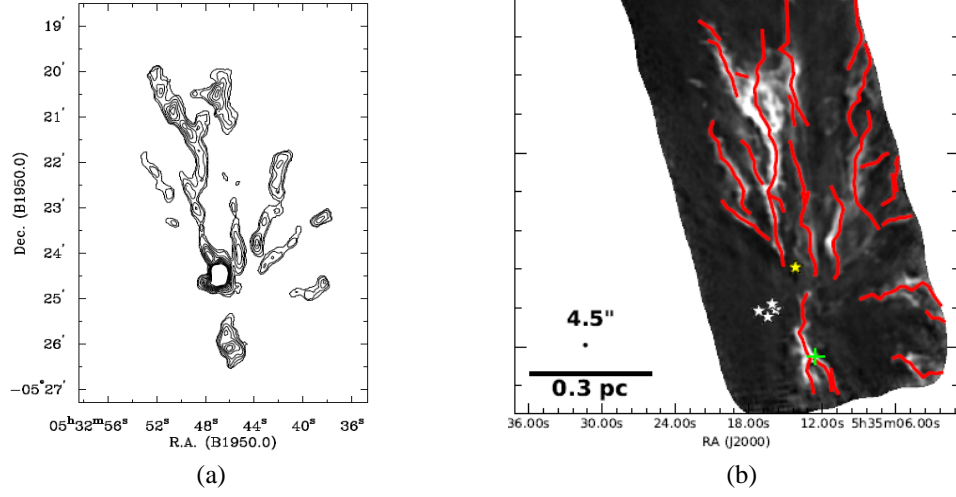 19'
20'
21'
22'
23'
24'
25'
26'
−05°27'
Dec. (B1950.0)
05h32m56s 52s 48s 44s 40s 36s
R.A. (B1950.0)
(a)
4.5"
0.3 pc
36.00s 30.00s 24.00s 18.00s 12.00s 5h35m06.00s
RA (J2000)
(b)